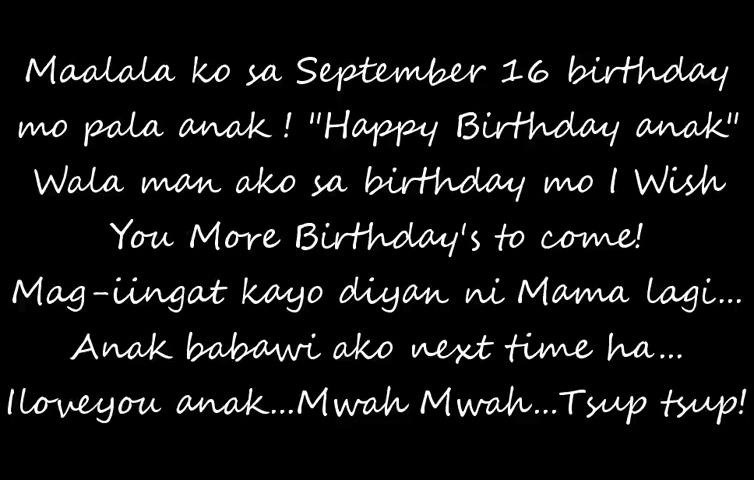 Maalala ko sa September 16 birthday
mo pala anak ! "Happy Birthday anak"
Wala man ako sa birthday mo I Wish
You More Birthday's to come!
Mag-iingat kayo diyan ni Mama lagi...
Anak babawi ako next time ha...
Iloveyou anak...Mwah Mwah...Tsup tsup!